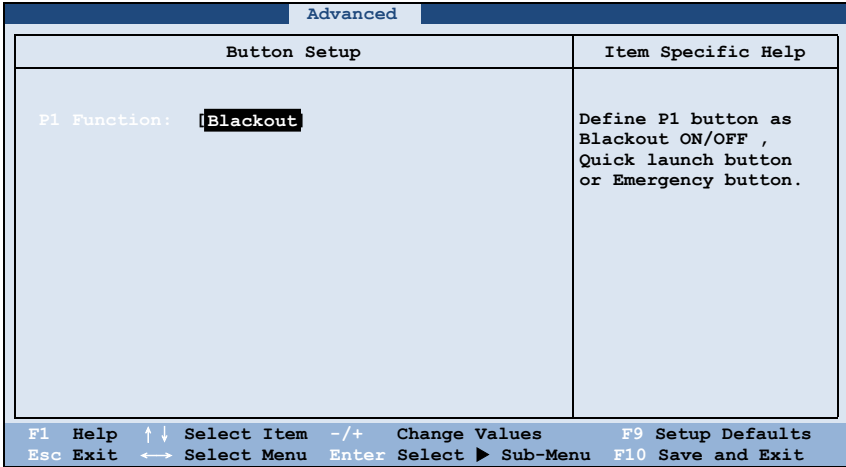 Advanced
Button Setup
Item Specific Help
P1 Function: [Blackout]
Define P1 button as
Blackout ON/OFF ,
Quick launch button
or Emergency button.
F1 Help ↑↓ Select Item -/+ Change Values F9 Setup Defaults
Esc Exit ←→ Select Menu Enter Select ▶ Sub-Menu F10 Save and Exit